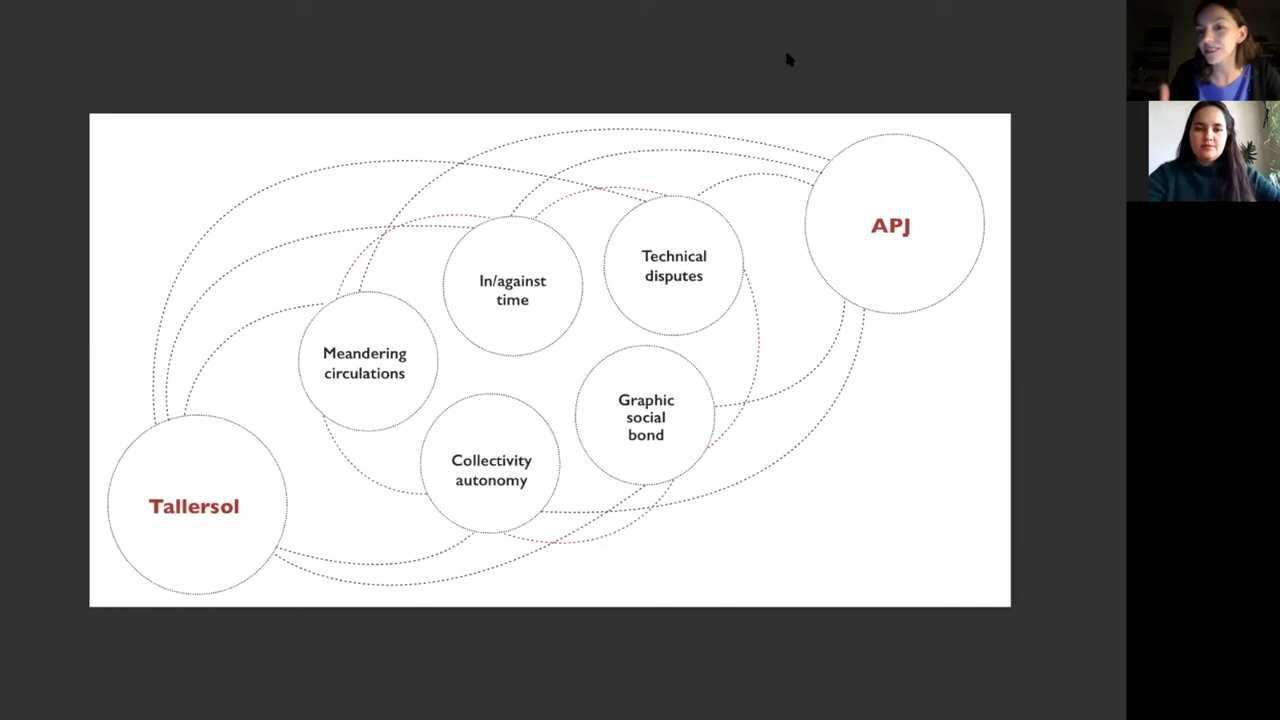 APJ
Technical
disputes
In/against
time
Meandering
circulations
Graphic
social
bond
Collectivity
autonomy
Tallersol